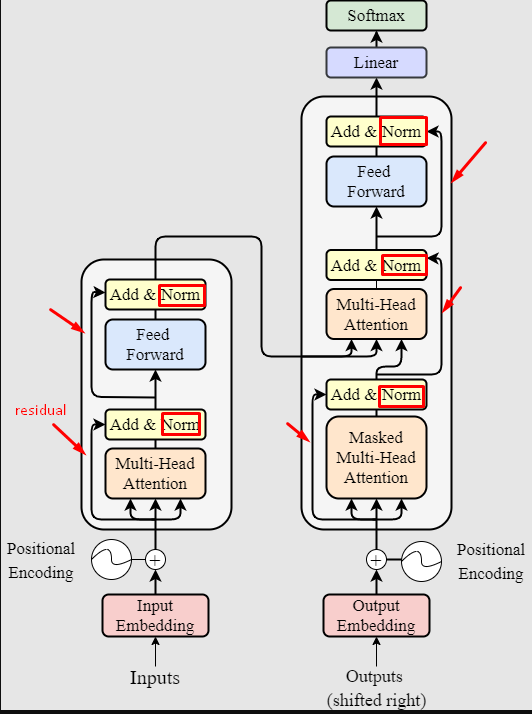 Softmax
Linear
Add & Norm
Feed
Forward
Add & Norm
Multi-Head
Attention
Add & Norm
Masked
Multi-Head
Attention
Add & Norm
Feed
Forward
residual
Add & Norm
Multi-Head
Attention
Positional
Encoding
Positional
Encoding
Input
Embedding
Output
Embedding
Inputs
Outputs
(shifted right)